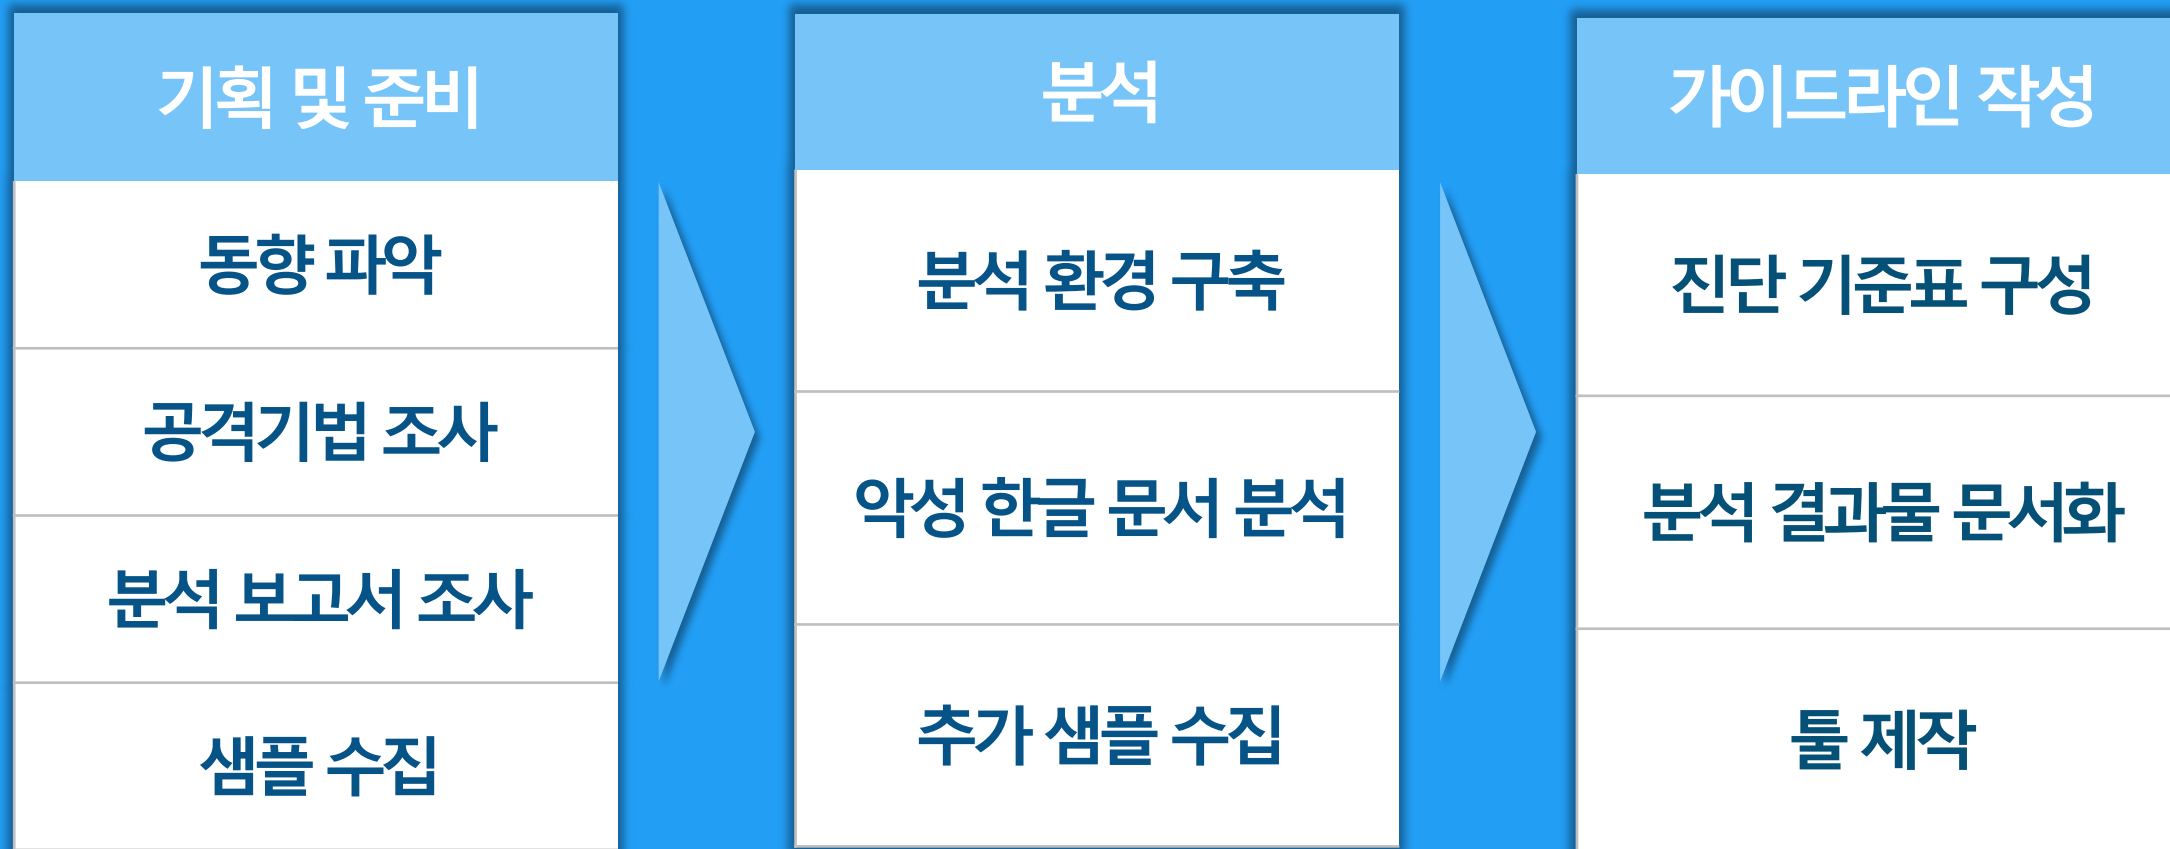 기획 및 준비
동향 파악
공격기법 조사
분석 보고서 조사
샘플 수집
분석
분석 환경 구축
악성 한글 문서 분석
추가 샘플 수집
가이드라인 작성
진단 기준표 구성
분석 결과물 문서화
툴 제작